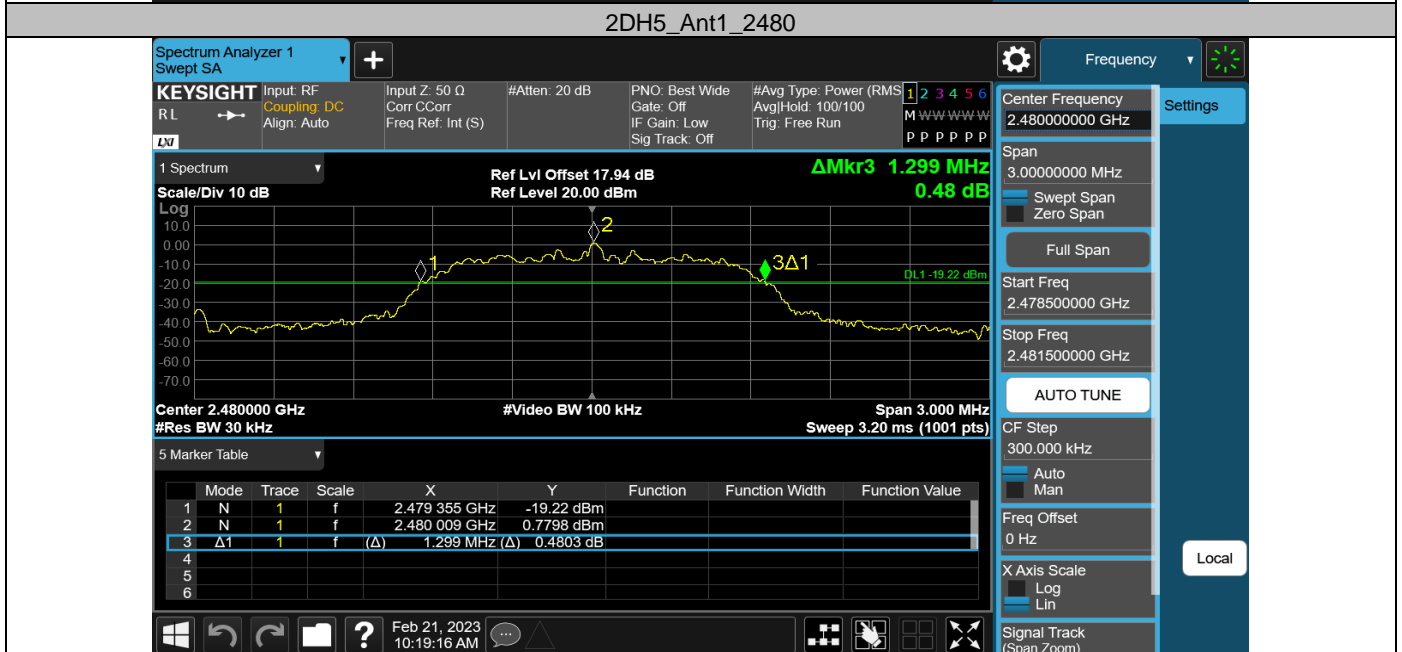 2DH5_Ant1_2480
Spectrum Analyzer 1
Swept SA
+
Frequency
KEYSIGHT
RL
LXI
Input: RF
Coupling: DC
Align: Auto
Input Z: 50 Ω
Corr CCorr
Freq Ref: Int (S)
#Atten: 20 dB
PNO: Best Wide
Gate: Off
IF Gain: Low
Sig Track: Off
#Avg Type: Power (RMS
Avg|Hold: 100/100
Trig: Free Run
1 2 3 4 5 6
M W W W W W
P P P P P P
1 Spectrum
Scale/Div 10 dB
Ref Lvl Offset 17.94 dB
Ref Level 20.00 dBm
ΔMkr3 1.299 MHz
0.48 dB
Log
10.0
0.00
-10.0
-20.0
-30.0
-40.0
-50.0
-60.0
-70.0
1
2
3Δ1
DL1 -19.22 dBm
Center 2.480000 GHz
#Video BW 100 kHz
Span 3.000 MHz
#Res BW 30 kHz
Sweep 3.20 ms (1001 pts)
5 Marker Table
Mode Trace Scale X Y Function Function Width Function Value
1 N 1 f 2.479 355 GHz -19.22 dBm
2 N 1 f 2.480 009 GHz 0.7798 dBm
3 Δ1 1 f (Δ) 1.299 MHz (Δ) 0.4803 dB
4
5
6
?
Feb 21, 2023
10:19:16 AM
Center Frequency
2.480000000 GHz
Settings
Span
3.00000000 MHz
Swept Span
Zero Span
Full Span
Start Freq
2.478500000 GHz
Stop Freq
2.481500000 GHz
AUTO TUNE
CF Step
300.000 kHz
Auto
Man
Freq Offset
0 Hz
X Axis Scale
Log
Lin
Local
Signal Track
(Span Zoom)